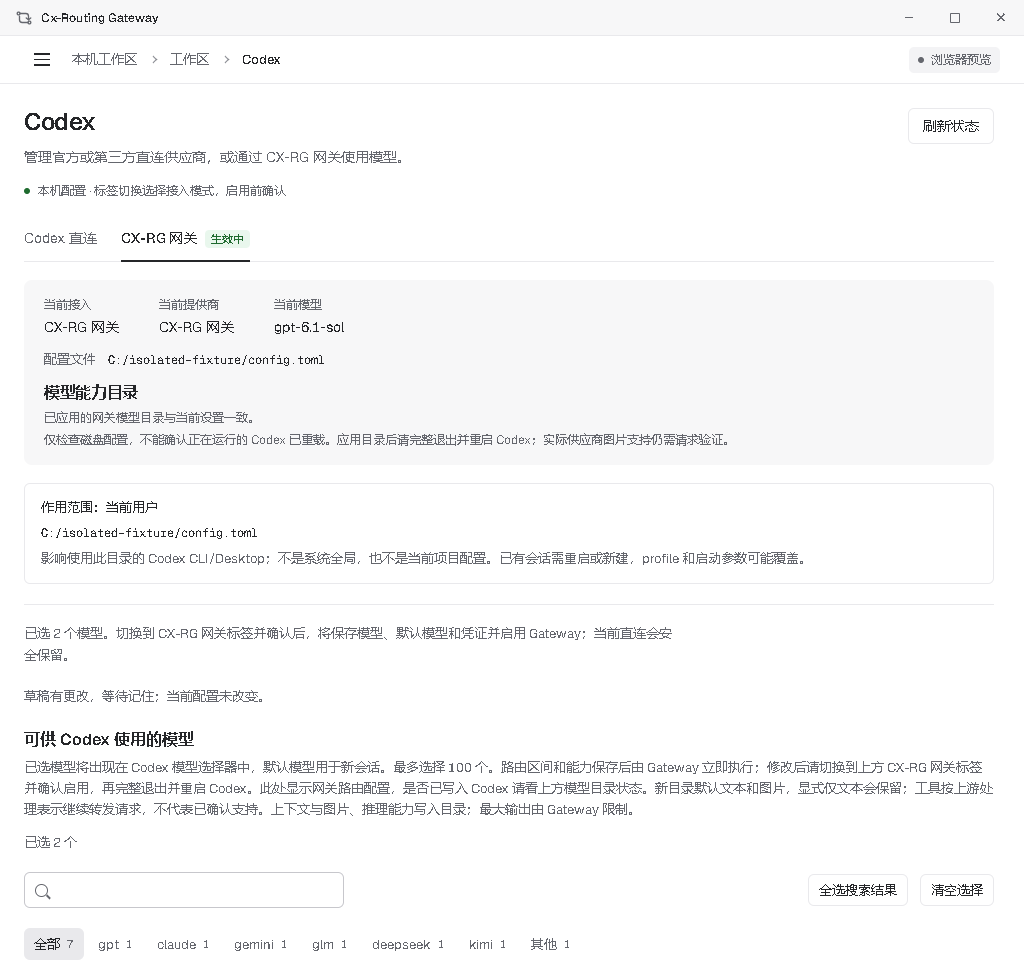 Cx-Routing Gateway
本机工作区 > 工作区 > Codex
浏览器预览
Codex
刷新状态
管理官方或第三方直连供应商，或通过 CX-RG 网关使用模型。
本机配置 · 标签切换选择接入模式，启用前确认
Codex 直连 CX-RG 网关 生效中
当前接入 当前提供商 当前模型
CX-RG 网关 CX-RG 网关 gpt-6.1-sol
配置文件 C:/isolated-fixture/config.toml
模型能力目录
已应用的网关模型目录与当前设置一致。
仅检查磁盘配置，不能确认正在运行的 Codex 已重载。应用目录后请完整退出并重启 Codex；实际供应商图片支持仍需请求验证。
作用范围：当前用户
C:/isolated-fixture/config.toml
影响使用此目录的 Codex CLI/Desktop；不是系统全局，也不是当前项目配置。已有会话需重启或新建，profile 和启动参数可能覆盖。
已选 2 个模型。切换到 CX-RG 网关标签并确认后，将保存模型、默认模型和凭证并启用 Gateway；当前直连会安
全保留。
草稿有更改，等待记住；当前配置未改变。
可供 Codex 使用的模型
已选模型将出现在 Codex 模型选择器中，默认模型用于新会话。最多选择 100 个。路由区间和能力保存后由 Gateway 立即执行；修改后请切换到上方 CX-RG 网关标签
并确认启用，再完整退出并重启 Codex。此处显示网关路由配置，是否已写入 Codex 请看上方模型目录状态。新目录默认文本和图片，显式仅文本会保留；工具按上游处
理表示继续转发请求，不代表已确认支持。上下文与图片、推理能力写入目录；最大输出由 Gateway 限制。
已选 2 个
全选搜索结果 清空选择
全部 7 gpt 1 claude 1 gemini 1 glm 1 deepseek 1 kimi 1 其他 1